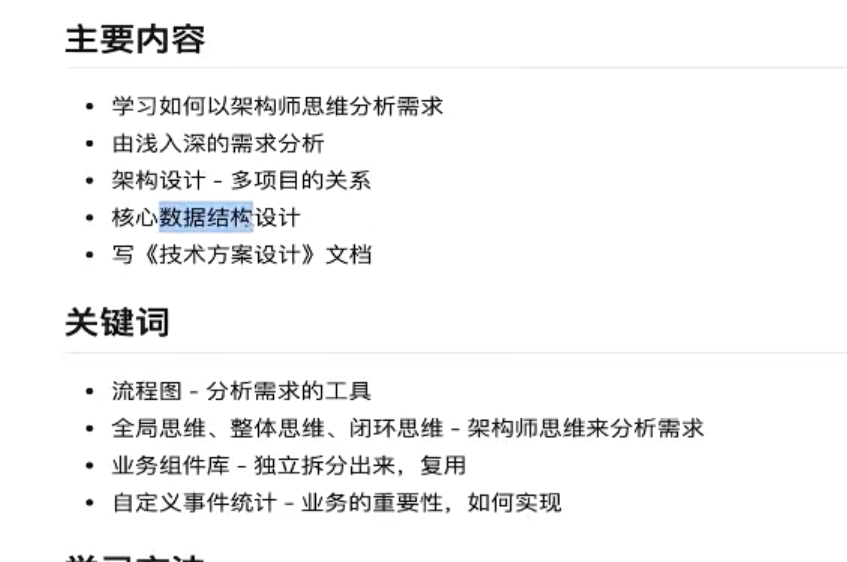 主要内容
学习如何以架构师思维分析需求
由浅入深的需求分析
架构设计 - 多项目的关系
核心数据结构设计
写《技术方案设计》文档
关键词
流程图 - 分析需求的工具
全局思维、整体思维、闭环思维 - 架构师思维来分析需求
业务组件库 - 独立拆分出来，复用
自定义事件统计 - 业务的重要性，如何实现